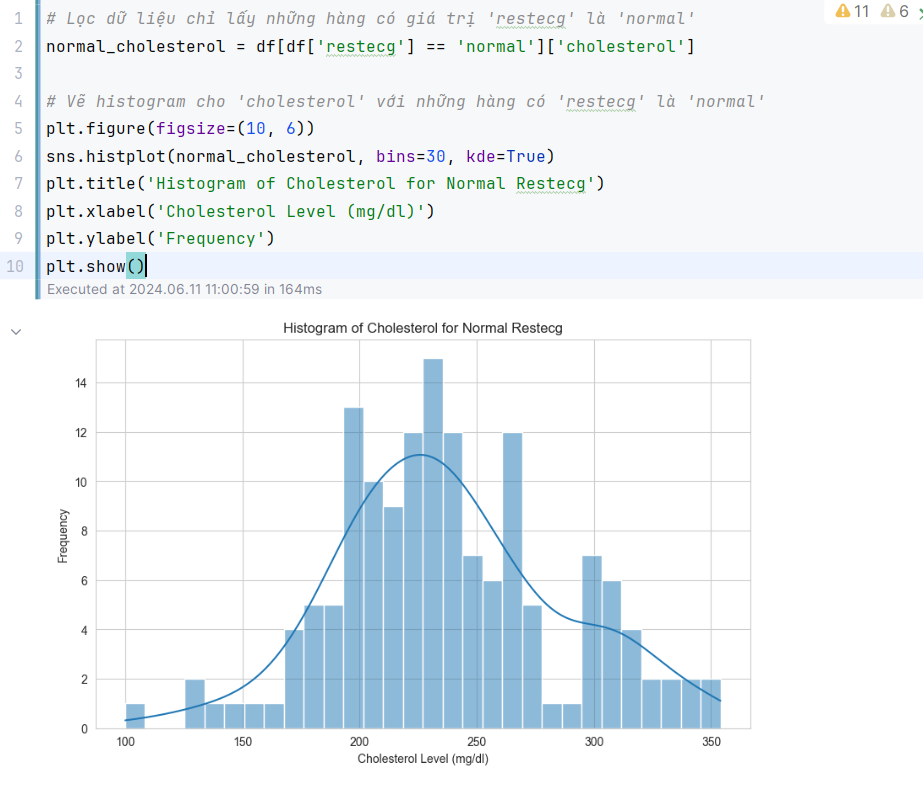 1 # Lọc dữ liệu chỉ lấy những hàng có giá trị 'restecg' là 'normal'
11 6
2 normal_cholesterol = df[df['restecg'] == 'normal']['cholesterol']
3
4 # Vẽ histogram cho 'cholesterol' với những hàng có 'restecg' là 'normal'
5 plt.figure(figsize=(10, 6))
6 sns.histplot(normal_cholesterol, bins=30, kde=True)
7 plt.title('Histogram of Cholesterol for Normal Restecg')
8 plt.xlabel('Cholesterol Level (mg/dl)')
9 plt.ylabel('Frequency')
10 plt.show()
Executed at 2024.06.11 11:00:59 in 164ms
Histogram of Cholesterol for Normal Restecg
Frequency
14
12
10
8
6
4
2
0
100 150 200 250 300 350
Cholesterol Level (mg/dl)